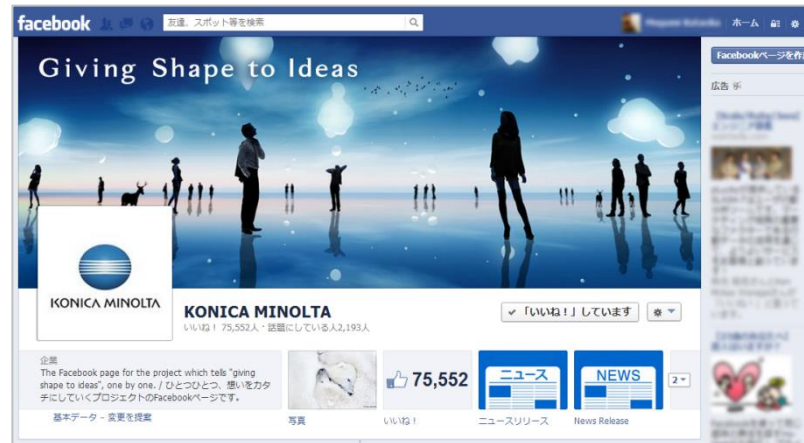 facebook
友達、スポット等を検索
ホーム
Facebookページを作
Giving Shape to Ideas
広告
KONICA MINOLTA
KONICA MINOLTA
いいね！ 75,552人・話題にしている人2,193人
「いいね！」しています
企業
The Facebook page for the project which tells "giving
shape to ideas", one by one. / ひとつひとつ、想いをカタ
チにしていくプロジェクトのFacebookページです。
基本データ - 変更を提案
写真
75,552
いいね！
ニュース
ニュースリリース
NEWS
News Release
2